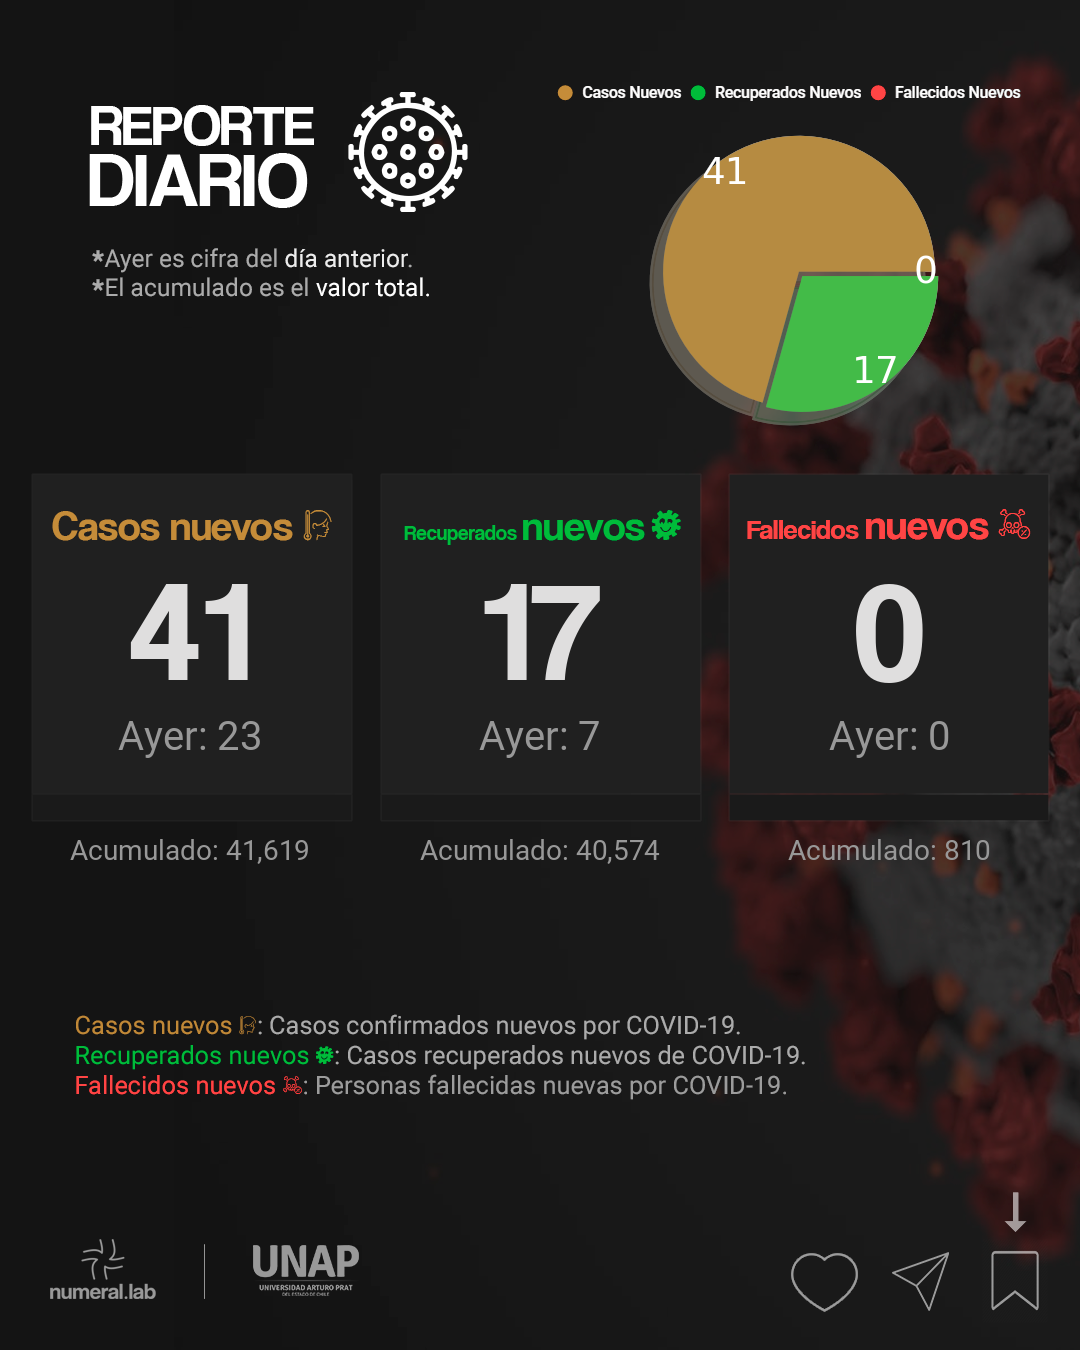 REPORTE
DIARIO
*Ayer es cifra del día anterior.
*El acumulado es el valor total.
Casos Nuevos Recuperados Nuevos Fallecidos Nuevos
41
0
17
Casos nuevos
41
Ayer: 23
Acumulado: 41,619
Recuperados nuevos
17
Ayer: 7
Acumulado: 40,574
Fallecidos nuevos
0
Ayer: 0
Acumulado: 810
Casos nuevos : Casos confirmados nuevos por COVID-19.
Recuperados nuevos : Casos recuperados nuevos de COVID-19.
Fallecidos nuevos : Personas fallecidas nuevas por COVID-19.
numeral.lab
UNAP
UNIVERSIDAD ARTURO PRAT
DEL ESTADO DE CHILE